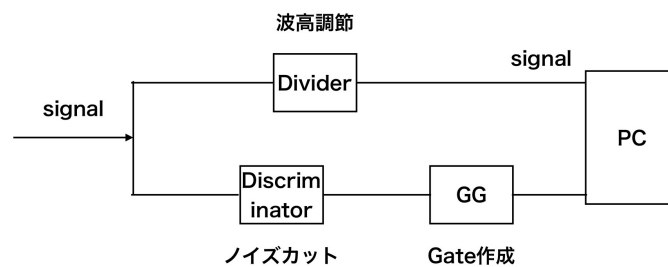 波高調節
signal
Divider
signal
PC
Discrim
inator
GG
ノイズカット
Gate作成